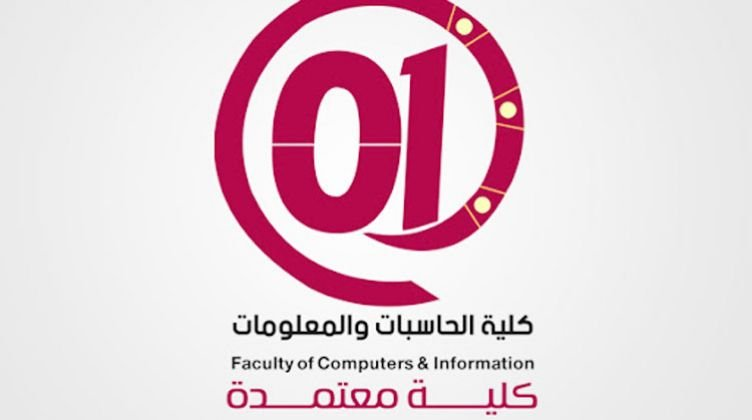 01
كلية الحاسبات والمعلومات
Faculty of Computers & Information
كليـــة معتمـــدة